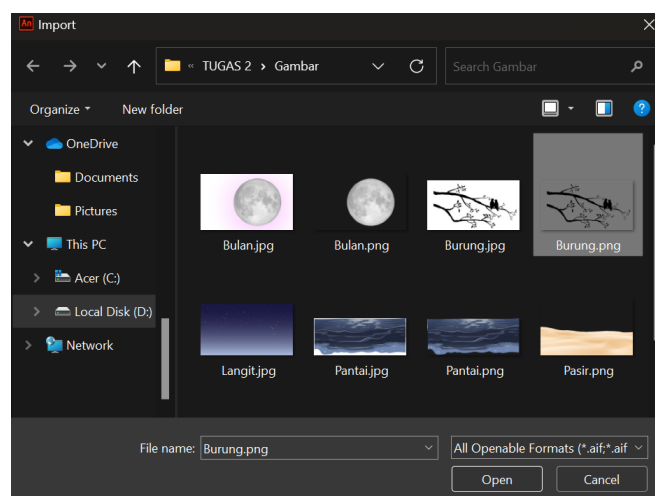 An Import
« TUGAS 2 › Gambar
Search Gambar
Organize
New folder
OneDrive
Documents
Pictures
This PC
Acer (C:)
Local Disk (D:)
Network
Bulan.jpg
Bulan.png
Burung.jpg
Burung.png
Langit.jpg
Pantai.jpg
Pantai.png
Pasir.png
File name: Burung.png
All Openable Formats (*.aif;*.aif
Open
Cancel